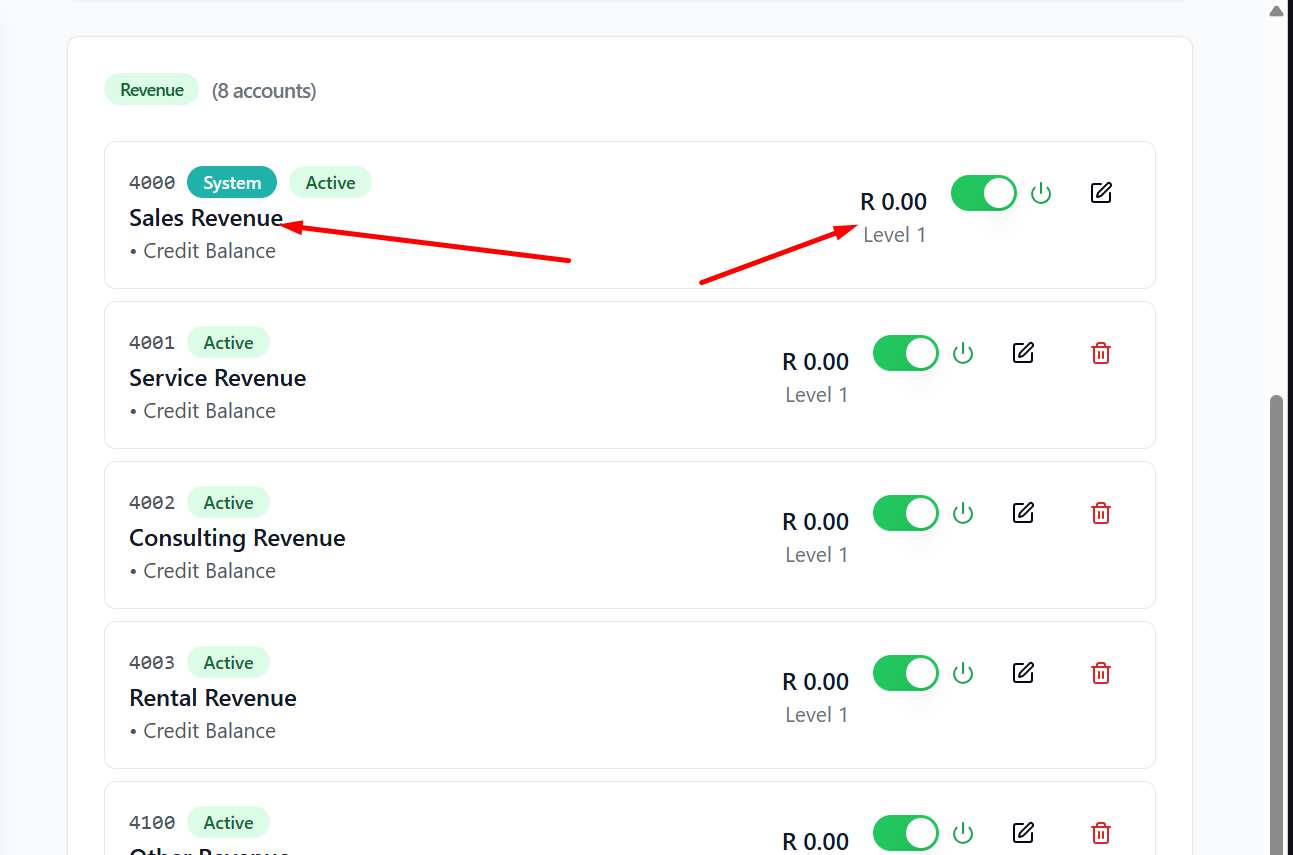 Revenue (8 accounts)
4000 System Active
Sales Revenue
• Credit Balance
R 0.00
Level 1
4001 Active
Service Revenue
• Credit Balance
R 0.00
Level 1
4002 Active
Consulting Revenue
• Credit Balance
R 0.00
Level 1
4003 Active
Rental Revenue
• Credit Balance
R 0.00
Level 1
4100 Active
Other Revenue
R 0.00